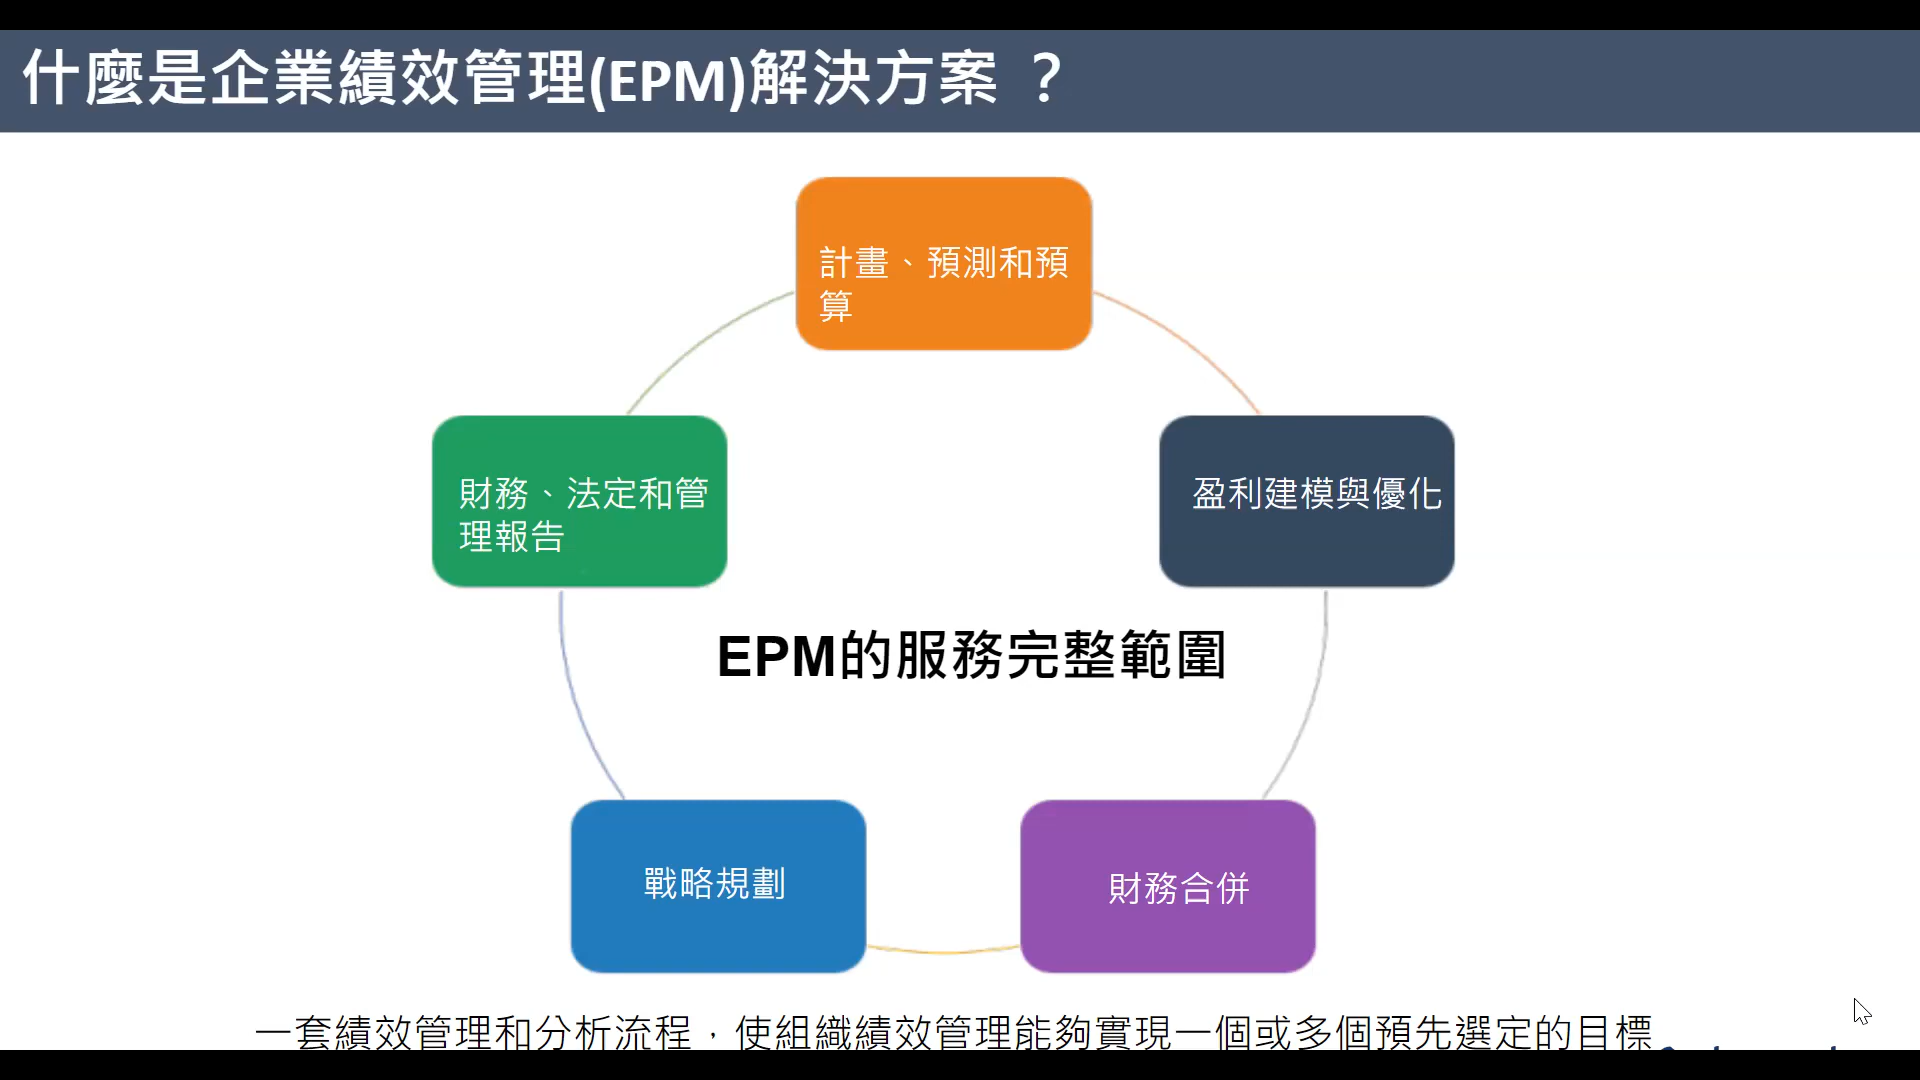 什麼是企業績效管理(EPM)解決方案 ？
計畫、預測和預
算
財務、法定和管
理報告
盈利建模與優化
EPM的服務完整範圍
戰略規劃
財務合併
一套績效管理和分析流程，使組織績效管理能夠實現一個或多個預先選定的目標